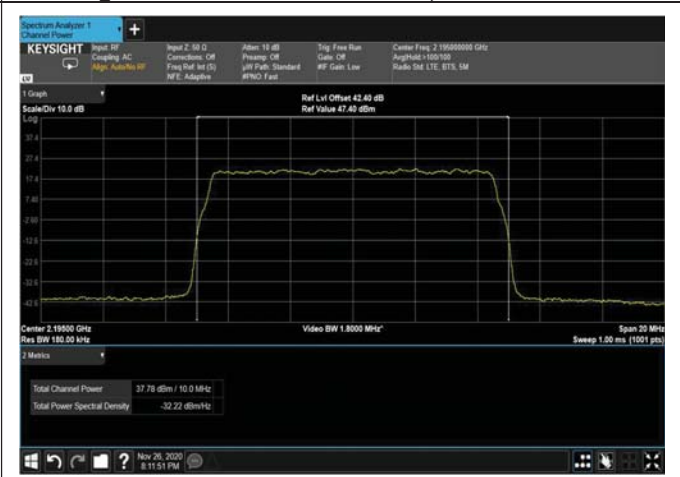 Spectrum Analyzer 1
Channel Power
+
KEYSIGHT Input: RF Input Z: 50 Ω Atten: 10 dB Trig: Free Run Center Freq: 2.195000000 GHz
Coupling: AC Corrections: Off Preamp: Off Gate: Off Avg|Hold:>100/100
Align: Auto/No RF Freq Ref: Int (S) µW Path: Standard #IF Gain: Low Radio Std: LTE, BTS, 5M
NFE: Adaptive #PNO: Fast
LV
1 Graph
Scale/Div 10.0 dB Ref Lvl Offset 42.40 dB
Ref Value 47.40 dBm
Log
37.4
27.4
17.4
7.40
-2.60
-12.6
-22.6
-32.6
-42.6
Center 2.19500 GHz Video BW 1.8000 MHz* Span 20 MHz
Res BW 180.00 kHz Sweep 1.00 ms (1001 pts)
2 Metrics
Total Channel Power 37.78 dBm / 10.0 MHz
Total Power Spectral Density -32.22 dBm/Hz
? Nov 26, 2020
8:11:51 PM